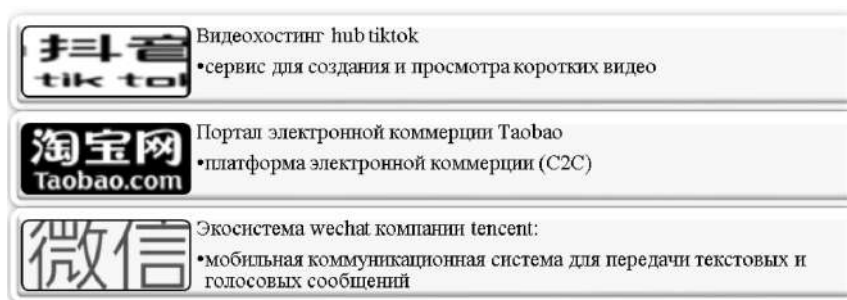 抖音
tik tok
Видеохостинг hub tiktok
•сервис для создания и просмотра коротких видео
淘宝网
Taobao.com
Портал электронной коммерции Taobao
•платформа электронной коммерции (C2C)
微信
Экосистема wechat компании tencent:
•мобильная коммуникационная система для передачи текстовых и
голосовых сообщений